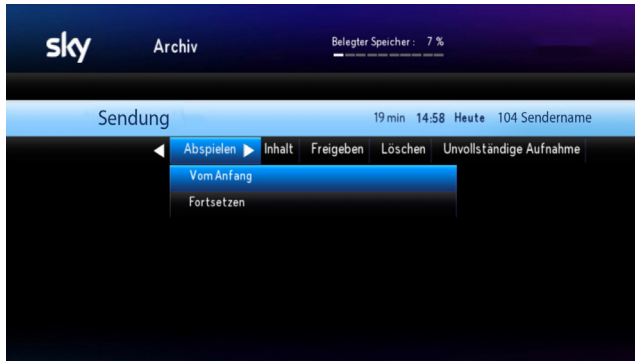 sky Archiv Belegter Speicher : 7 %
Sendung 19 min 14:58 Heute 104 Sendername
Abspielen Inhalt Freigeben Löschen Unvollständige Aufnahme
Vom Anfang
Fortsetzen